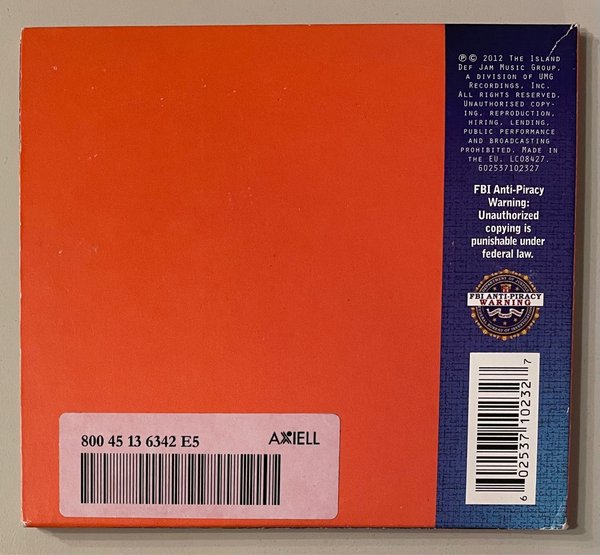 ℗ © 2012 The Island
Def Jam Music Group,
a division of UMG
Recordings, Inc.
All rights reserved.
Unauthorised copy-
ing, reproduction,
hiring, lending,
public performance
and broadcasting
prohibited. Made in
the EU. LC08427.
602537102327
FBI Anti-Piracy
Warning:
Unauthorized
copying is
punishable under
federal law.
FBI ANTI-PIRACY
WARNING
6 02537 10232 7
800 45 13 6342 E5
AXIELL